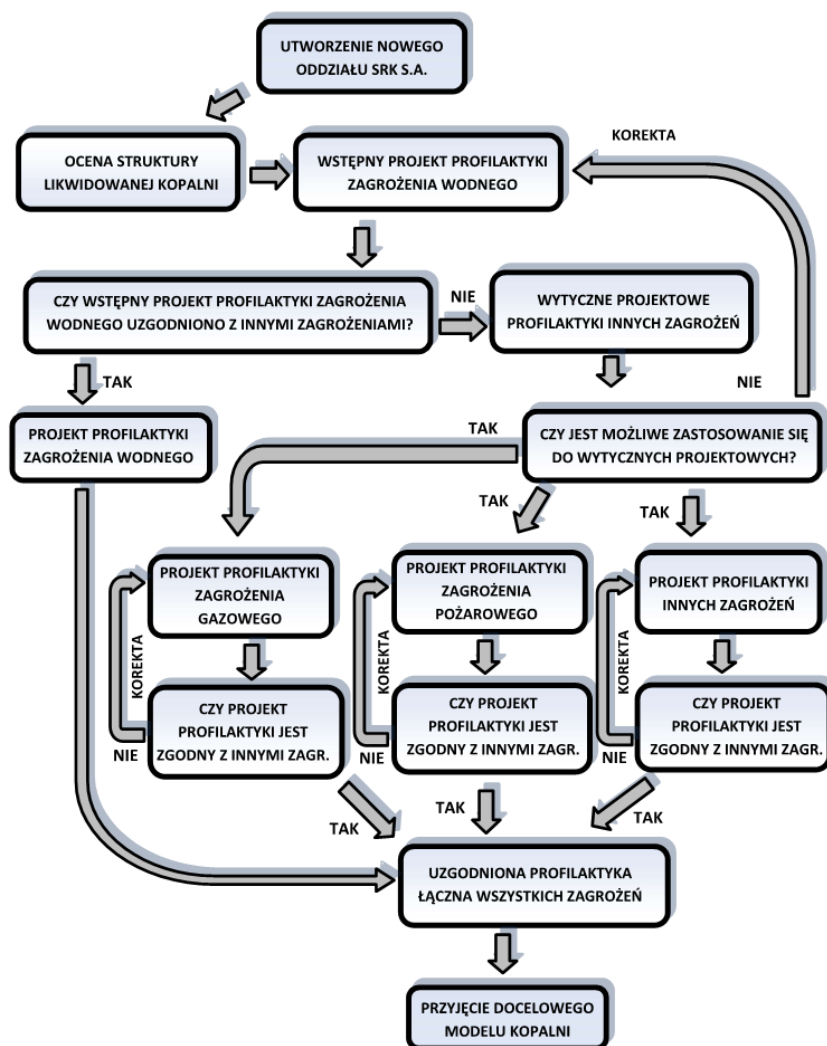 UTWORZENIE NOWEGO
ODDZIAŁU SRK S.A.
KOREKTA
OCENA STRUKTURY
LIKWIDOWANEJ KOPALNI
WSTĘPNY PROJEKT PROFILAKTYKI
ZAGROŻENIA WODNEGO
CZY WSTĘPNY PROJEKT PROFILAKTYKI ZAGROŻENIA
WODNEGO UZGODNIONO Z INNYMI ZAGROŻENIAMI?
NIE
WYTYCZNE PROJEKTOWE
PROFILAKTYKI INNYCH ZAGROŻEŃ
TAK
NIE
PROJEKT PROFILAKTYKI
ZAGROŻENIA WODNEGO
TAK
CZY JEST MOŻLIWE ZASTOSOWANIE SIĘ
DO WYTYCZNYCH PROJEKTOWYCH?
TAK
TAK
PROJEKT PROFILAKTYKI
ZAGROŻENIA
GAZOWEGO
PROJEKT PROFILAKTYKI
ZAGROŻENIA
POŻAROWEGO
PROJEKT PROFILAKTYKI
INNYCH ZAGROŻEŃ
KOREKTA
KOREKTA
KOREKTA
CZY PROJEKT
PROFILAKTYKI JEST
ZGODNY Z INNYMI ZAGR.
CZY PROJEKT
PROFILAKTYKI JEST
ZGODNY Z INNYMI ZAGR.
CZY PROJEKT
PROFILAKTYKI JEST
ZGODNY Z INNYMI ZAGR.
NIE
NIE
NIE
TAK
TAK
TAK
UZGODNIONA PROFILAKTYKA
ŁĄCZNA WSZYSTKICH ZAGROŻEŃ
PRZYJĘCIE DOCELOWEGO
MODELU KOPALNI